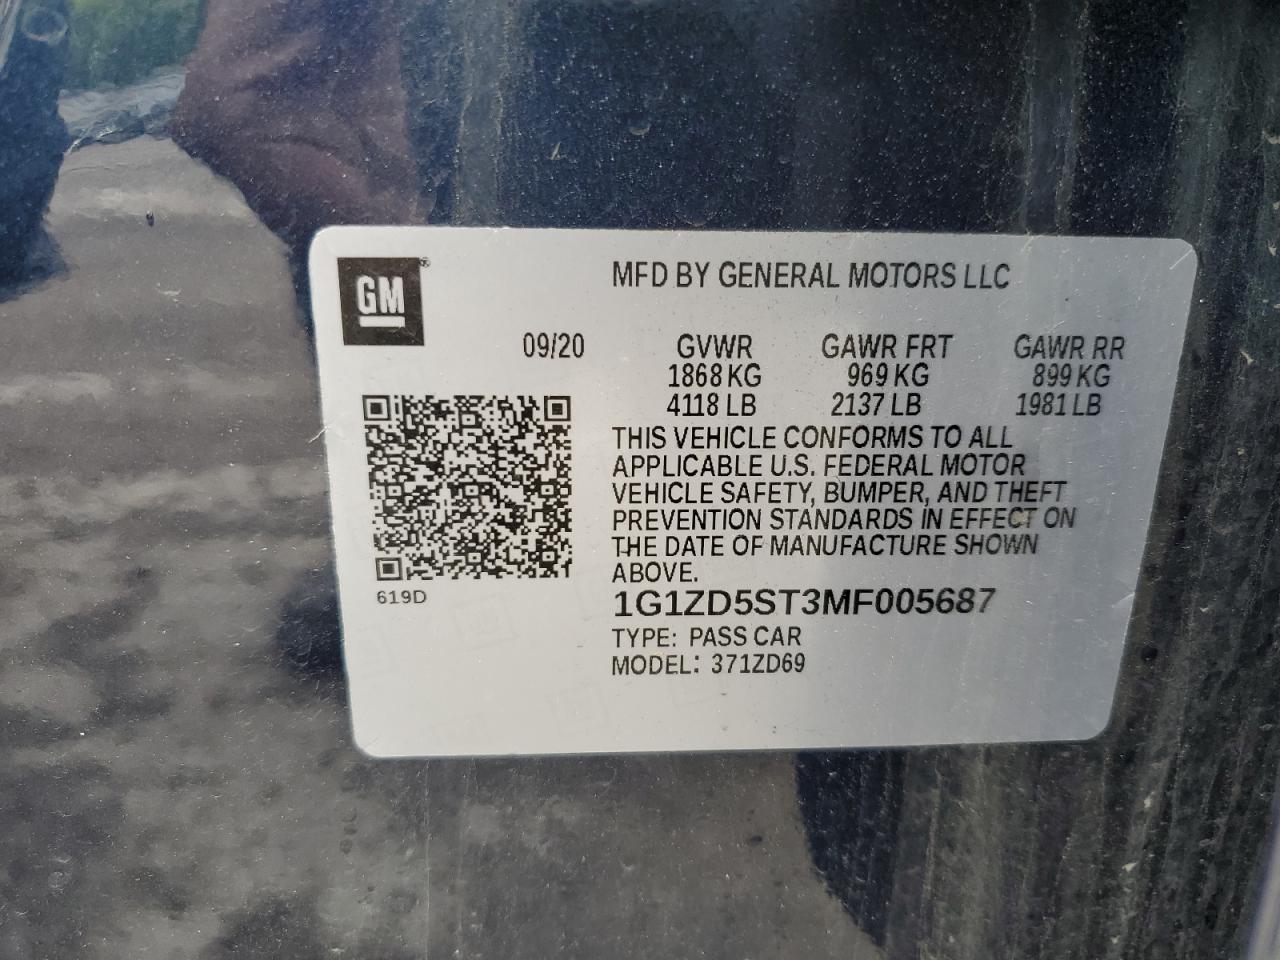 GM®
MFD BY GENERAL MOTORS LLC
09/20 GVWR GAWR FRT GAWR RR
1868 KG 969 KG 899 KG
4118 LB 2137 LB 1981 LB
THIS VEHICLE CONFORMS TO ALL
APPLICABLE U.S. FEDERAL MOTOR
VEHICLE SAFETY, BUMPER, AND THEFT
PREVENTION STANDARDS IN EFFECT ON
THE DATE OF MANUFACTURE SHOWN
ABOVE.
619D
1G1ZD5ST3MF005687
TYPE: PASS CAR
MODEL: 371ZD69